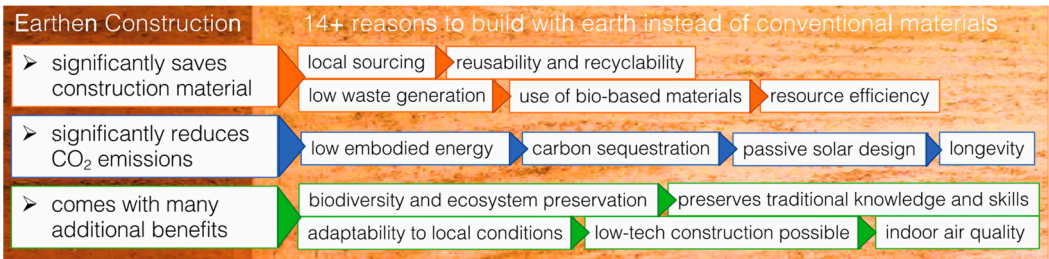 Earthen Construction
14+ reasons to build with earth instead of conventional materials
➤ significantly saves
construction material
local sourcing
reusability and recyclability
low waste generation
use of bio-based materials
resource efficiency
➤ significantly reduces
CO₂ emissions
low embodied energy
carbon sequestration
passive solar design
longevity
➤ comes with many
additional benefits
biodiversity and ecosystem preservation
preserves traditional knowledge and skills
adaptability to local conditions
low-tech construction possible
indoor air quality